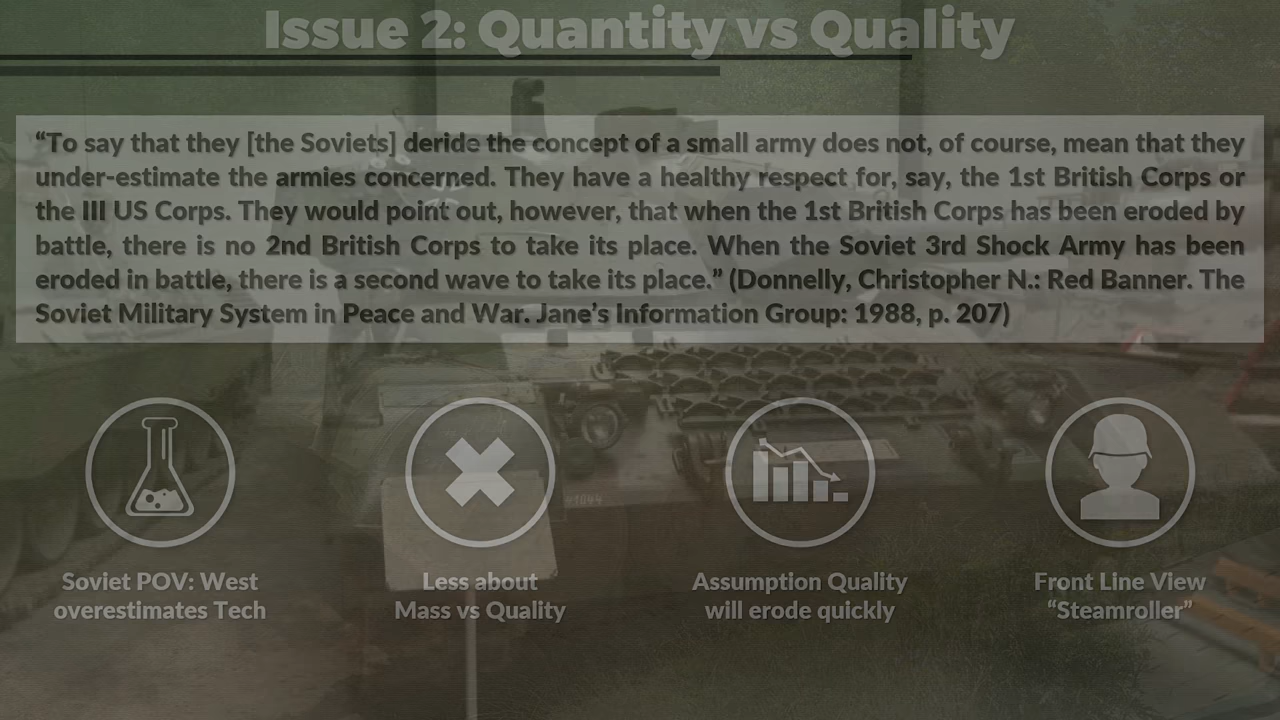 Issue 2: Quantity vs Quality
“To say that they [the Soviets] deride the concept of a small army does not, of course, mean that they
under-estimate the armies concerned. They have a healthy respect for, say, the 1st British Corps or
the III US Corps. They would point out, however, that when the 1st British Corps has been eroded by
battle, there is no 2nd British Corps to take its place. When the Soviet 3rd Shock Army has been
eroded in battle, there is a second wave to take its place.” (Donnelly, Christopher N.: Red Banner. The
Soviet Military System in Peace and War. Jane’s Information Group: 1988, p. 207)
Soviet POV: West
overestimates Tech
Less about
Mass vs Quality
Assumption Quality
will erode quickly
Front Line View
“Steamroller”